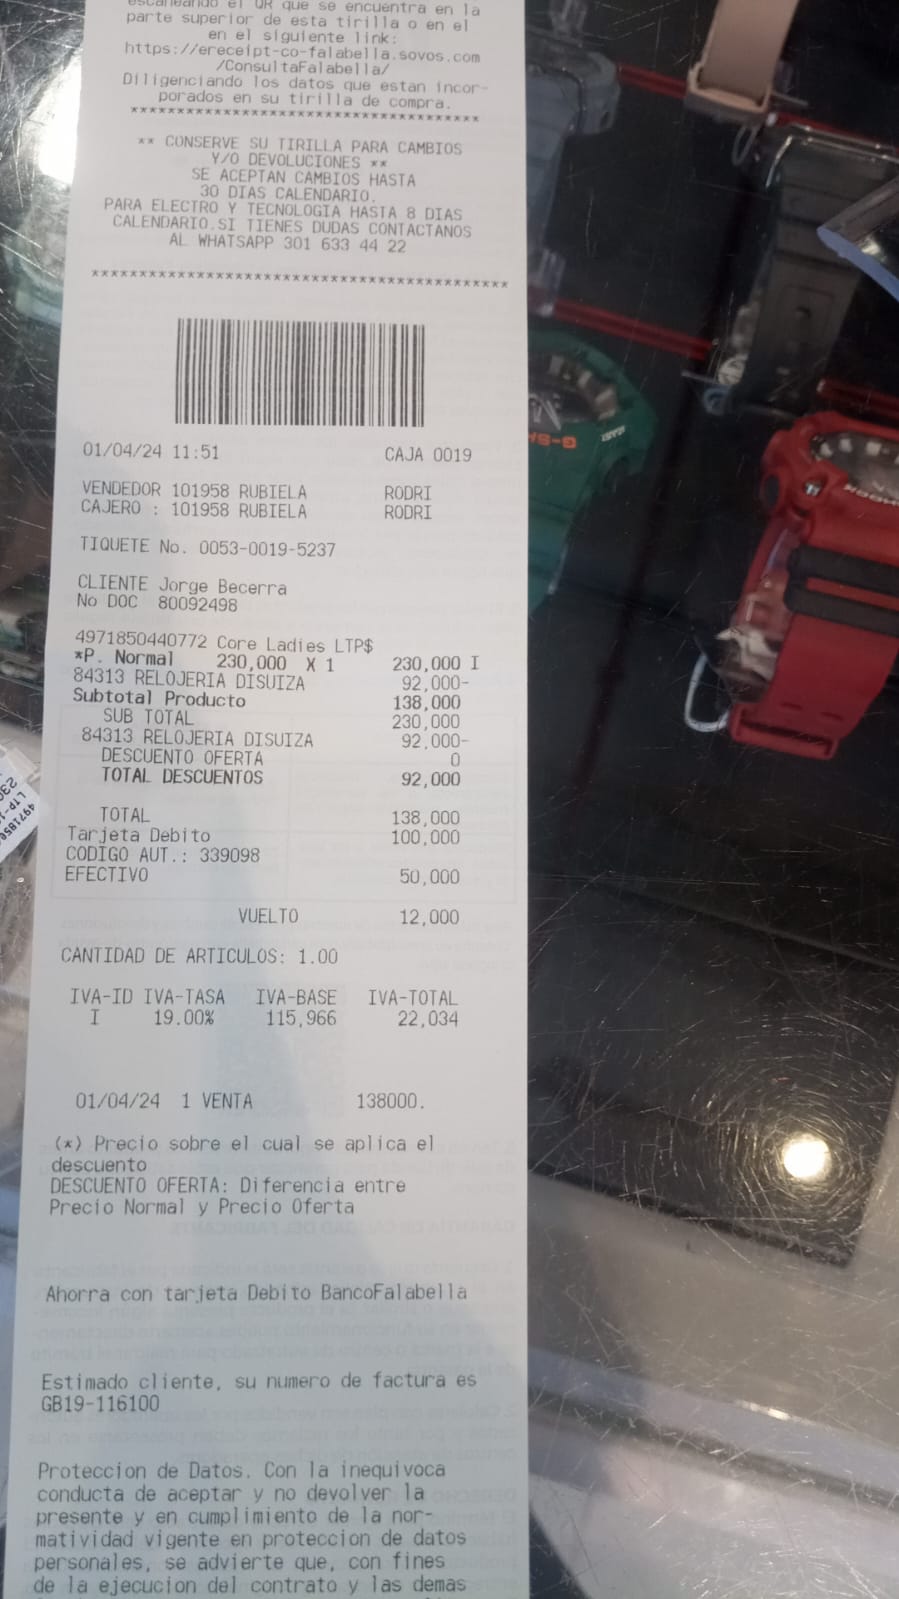 escaneando el QR que se encuentra en la
parte superior de esta tirilla o en el
en el siguiente link:
https://ereceipt-co-falabella.sovos.com
/ConsultaFalabella/
Diligenciando los datos que estan incor-
porados en su tirilla de compra.
*************************************
** CONSERVE SU TIRILLA PARA CAMBIOS
Y/O DEVOLUCIONES **
SE ACEPTAN CAMBIOS HASTA
30 DIAS CALENDARIO.
PARA ELECTRO Y TECNOLOGIA HASTA 8 DIAS
CALENDARIO.SI TIENES DUDAS CONTACTANOS
AL WHATSAPP 301 633 44 22
********************************************
01/04/24 11:51 CAJA 0019
VENDEDOR 101958 RUBIELA RODRI
CAJERO : 101958 RUBIELA RODRI
TIQUETE No. 0053-0019-5237
CLIENTE Jorge Becerra
No DOC 80092498
4971850440772 Core Ladies LTP$
*P. Normal 230,000 X 1 230,000 I
84313 RELOJERIA DISUIZA 92,000-
Subtotal Producto 138,000
SUB TOTAL 230,000
84313 RELOJERIA DISUIZA 92,000-
DESCUENTO OFERTA 0
TOTAL DESCUENTOS 92,000
TOTAL 138,000
Tarjeta Debito 100,000
CODIGO AUT.: 339098
EFECTIVO 50,000
VUELTO 12,000
CANTIDAD DE ARTICULOS: 1.00
IVA-ID IVA-TASA IVA-BASE IVA-TOTAL
I 19.00% 115,966 22,034
01/04/24 1 VENTA 138000.
(*) Precio sobre el cual se aplica el
descuento
DESCUENTO OFERTA: Diferencia entre
Precio Normal y Precio Oferta
Ahorra con tarjeta Debito BancoFalabella
Estimado cliente, su numero de factura es
GB19-116100
Proteccion de Datos. Con la inequivoca
conducta de aceptar y no devolver la
presente y en cumplimiento de la nor-
matividad vigente en proteccion de datos
personales, se advierte que, con fines
de la ejecucion del contrato y las demas